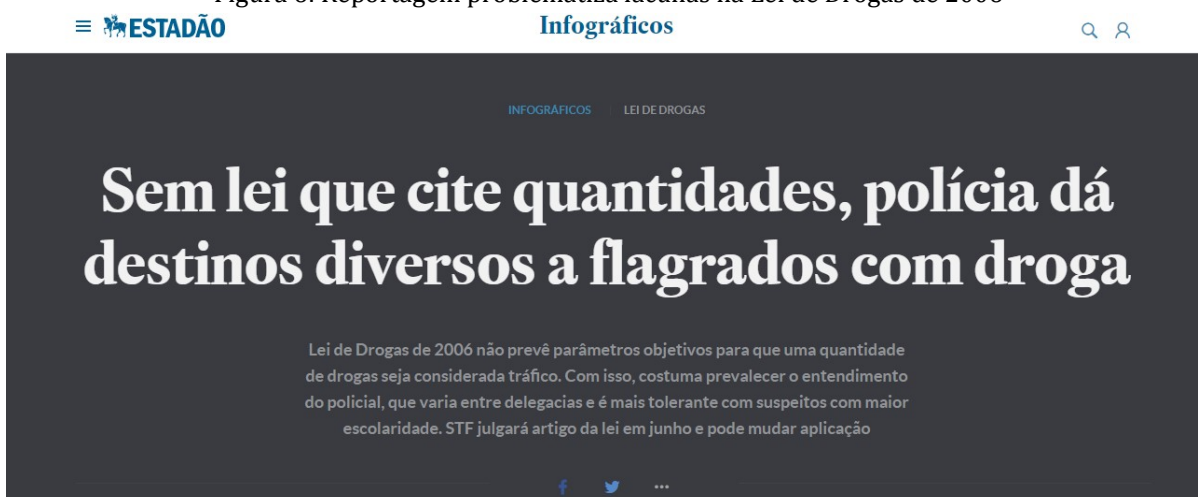 Figura 6: Reportagem problematiza lacunas na Lei de Drogas de 2006
ESTADÃO
Infográficos
INFOGRÁFICOS LEI DE DROGAS
Sem lei que cite quantidades, polícia dá
destinos diversos a flagrados com droga
Lei de Drogas de 2006 não prevê parâmetros objetivos para que uma quantidade
de drogas seja considerada tráfico. Com isso, costuma prevalecer o entendimento
do policial, que varia entre delegacias e é mais tolerante com suspeitos com maior
escolaridade. STF julgará artigo da lei em junho e pode mudar aplicação